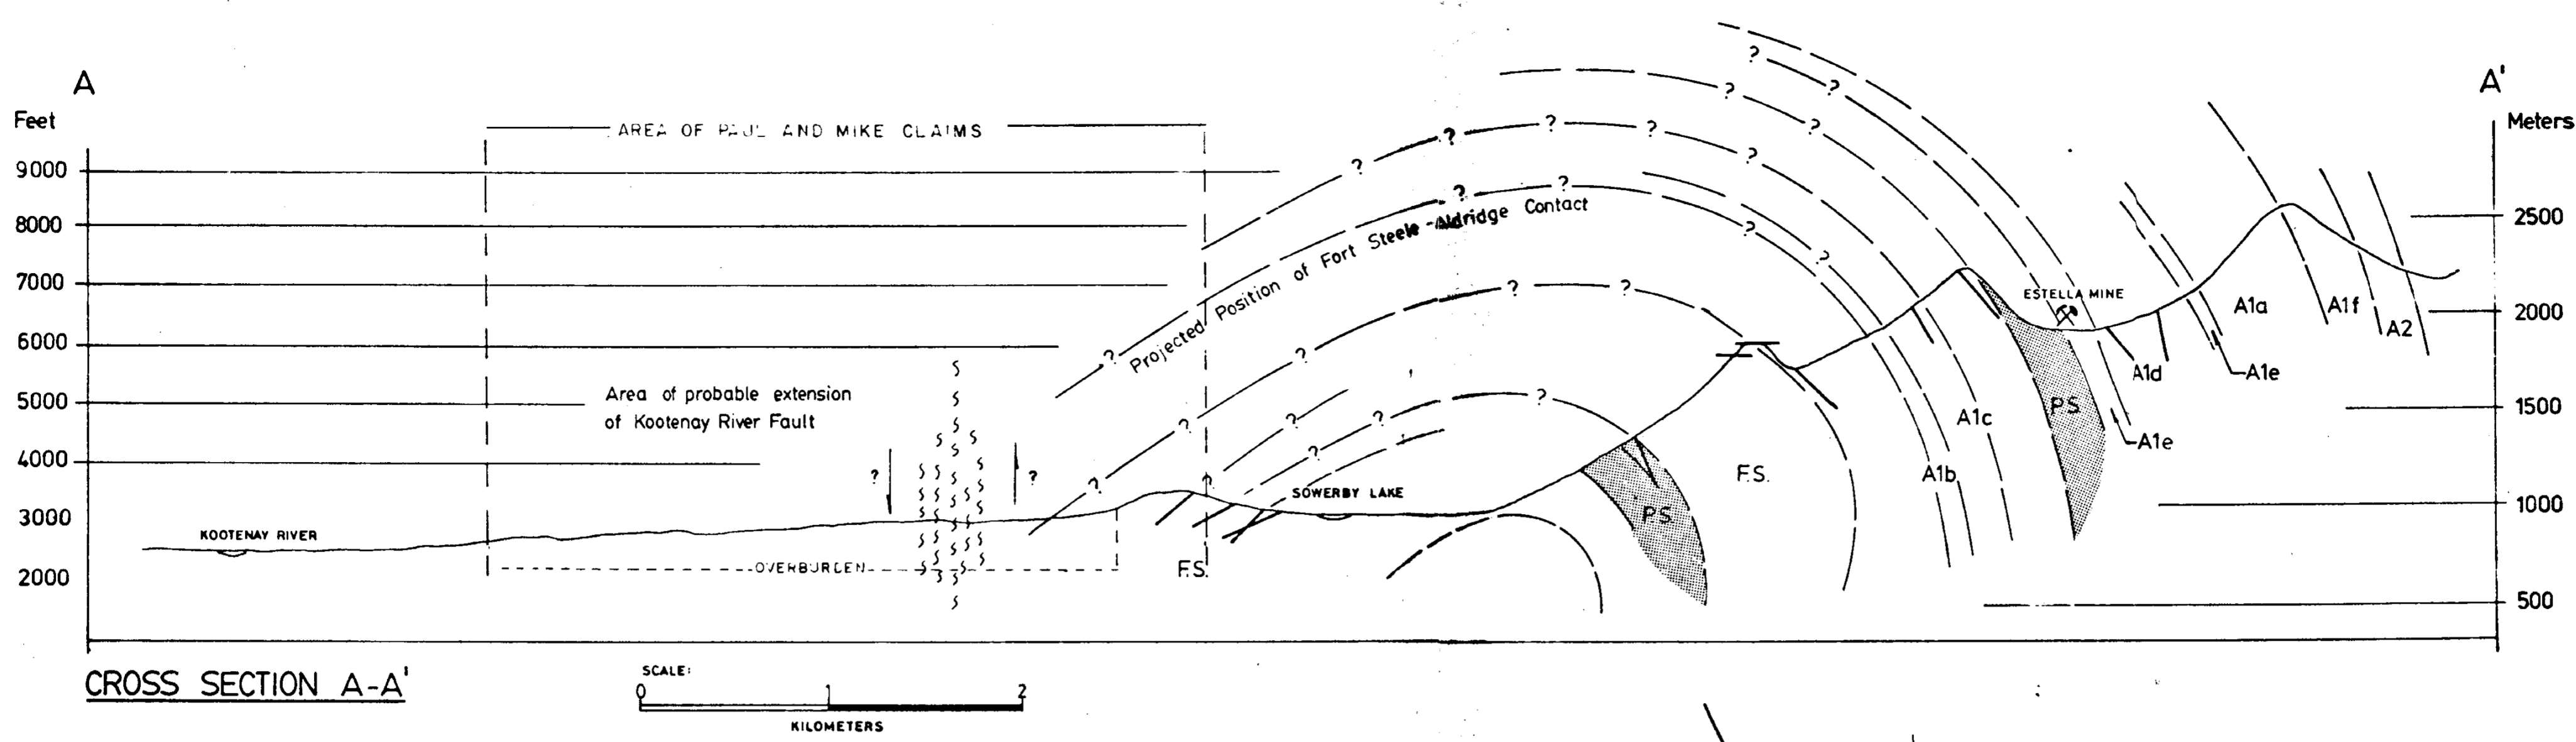 A
A'
Feet
Meters
AREA OF PAUL AND MIKE CLAIMS
9000
8000
7000
6000
5000
4000
3000
2000
2500
2000
1500
1000
500
? ? ? ?
? ? ? ?
? ? ? ?
? ? ? ?
Projected Position of Fort Steele-Aldridge Contact
? ? ? ?
? ? ? ?
? ? ? ?
ESTELLA MINE
A1a
A1f
A2
A1d
A1e
P.S.
A1c
A1e
Area of probable extension
of Kootenay River Fault
? ?
SOWERBY LAKE
F.S.
A1b
P.S.
KOOTENAY RIVER
OVERBURDEN
F.S.
CROSS SECTION A-A'
SCALE:
0 1 2
KILOMETERS